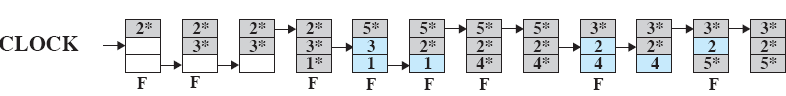 2* 2* 2* 2* 5* 5* 5* 5* 3* 3* 3* 3*
CLOCK 3* 3* 3* 3 2* 2* 2* 2 2* 2 2*
1* 1 1 4* 4* 4 4 5* 5*
F F F F F F F